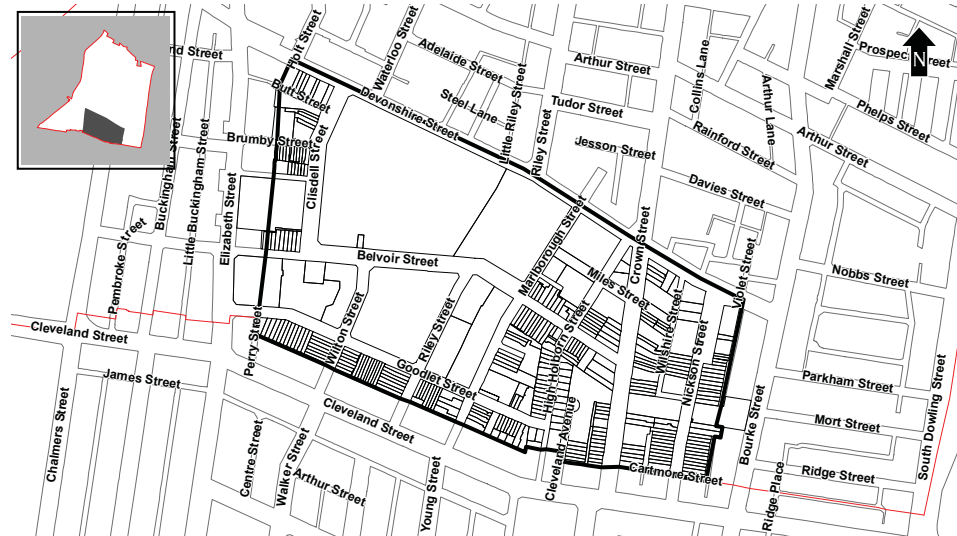 Holt Street
Waterloo Street
Adelaide Street
Arthur Street
Collins Lane
Marshall Street
Prospect Street
N
Butt Street
Devonshire Street
Steel Lane
Little Riley Street
Tudor Street
Riley Street
Arthur Lane
Phelps Street
Brumby Street
Jesson Street
Rainford Street
Arthur Street
Buckingham Street
Little Buckingham Street
Elizabeth Street
Clisdell Street
Davies Street
Pembroke Street
Belvoir Street
Marlborough Street
Crown Street
Miles Street
Violet Street
Nobbs Street
Cleveland Street
Perry Street
Wilton Street
Riley Street
High Holborn Street
Wilshire Street
Nickson Street
James Street
Goodlet Street
Parkham Street
Chalmers Street
Cleveland Street
Cleveland Avenue
Bourke Street
Mort Street
South Dowling Street
Centre Street
Walker Street
Arthur Street
Young Street
Cartmore Street
Ridge Street
Ridge Place